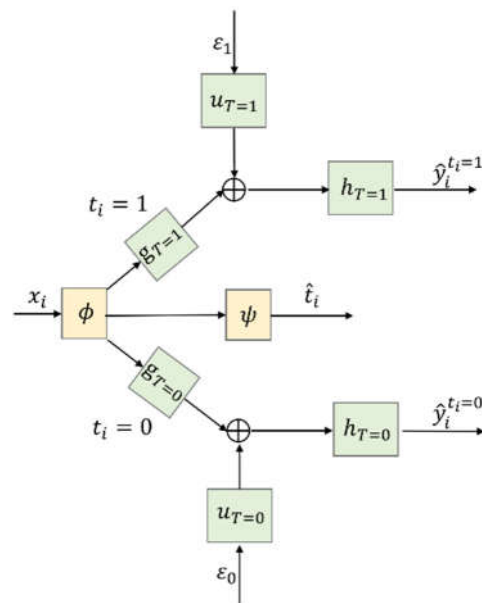 ε₁
u_{T=1}
h_{T=1}
ŷ_i^{t_i=1}
t_i = 1
g_{T=1}
x_i
ϕ
ψ
t̂_i
g_{T=0}
t_i = 0
h_{T=0}
ŷ_i^{t_i=0}
u_{T=0}
ε₀